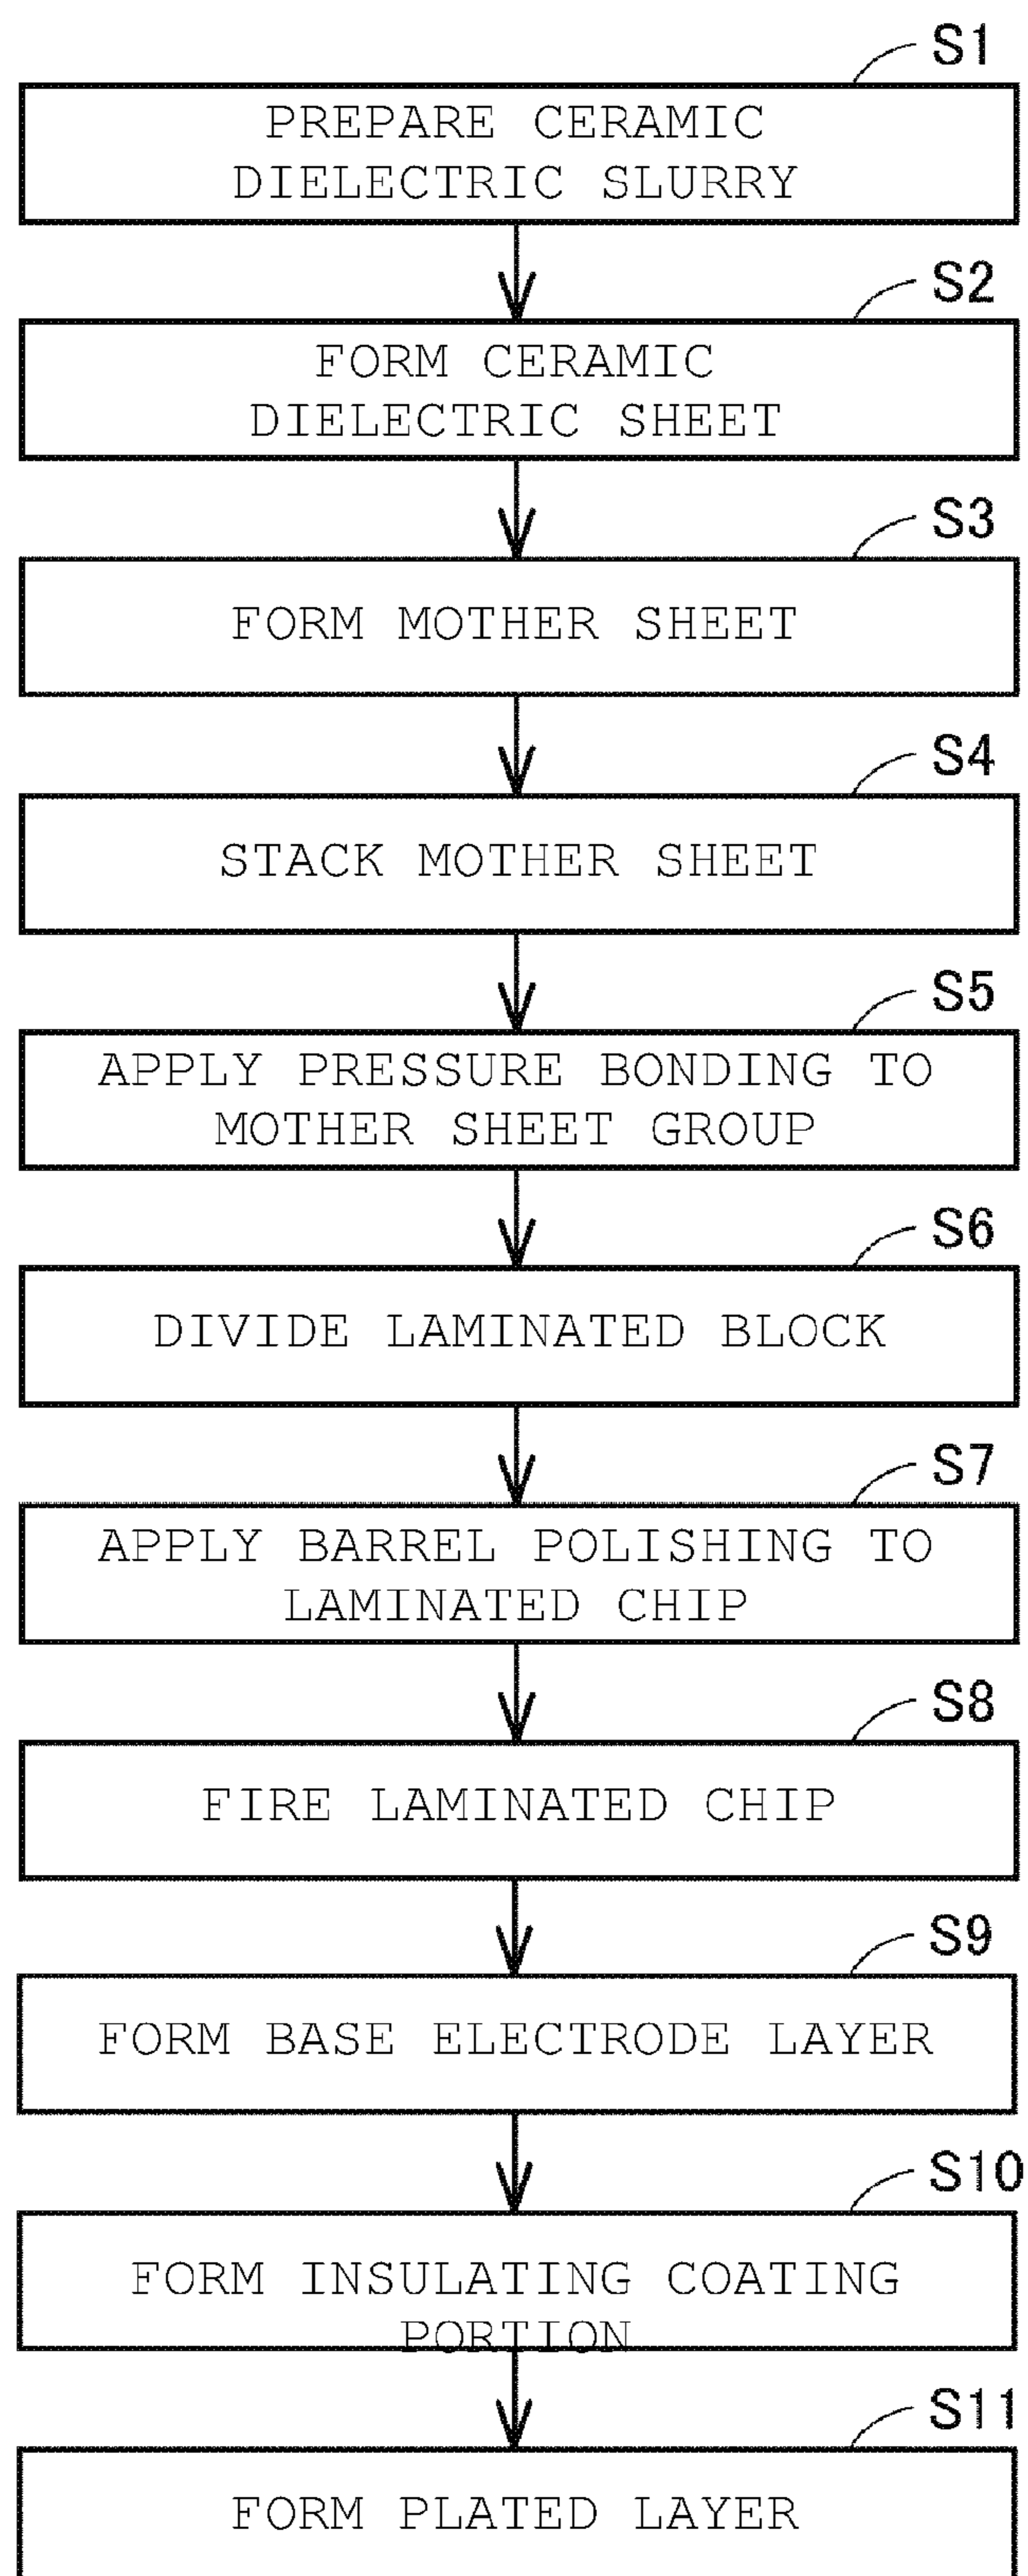 S1
PREPARE CERAMIC
DIELECTRIC SLURRY
S2
FORM CERAMIC
DIELECTRIC SHEET
S3
FORM MOTHER SHEET
S4
STACK MOTHER SHEET
S5
APPLY PRESSURE BONDING TO
MOTHER SHEET GROUP
S6
DIVIDE LAMINATED BLOCK
S7
APPLY BARREL POLISHING TO
LAMINATED CHIP
S8
FIRE LAMINATED CHIP
S9
FORM BASE ELECTRODE LAYER
S10
FORM INSULATING COATING
PORTION
S11
FORM PLATED LAYER